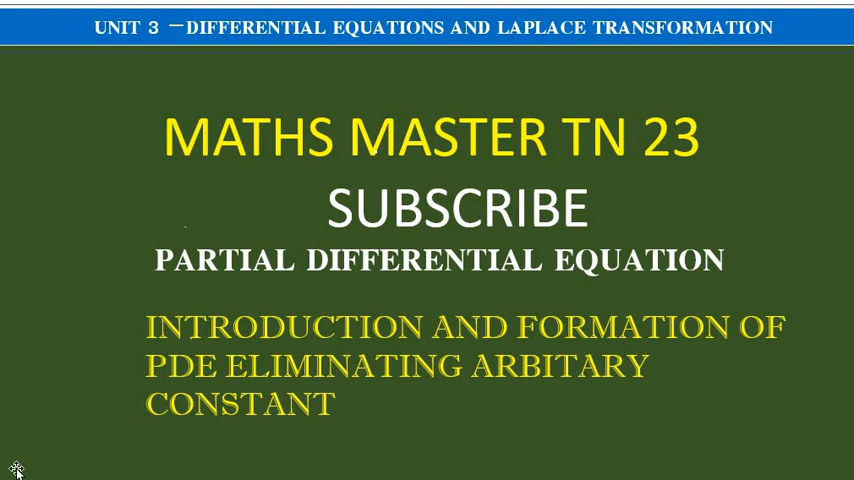 UNIT 3 —DIFFERENTIAL EQUATIONS AND LAPLACE TRANSFORMATION
MATHS MASTER TN 23
SUBSCRIBE
PARTIAL DIFFERENTIAL EQUATION
INTRODUCTION AND FORMATION OF
PDE ELIMINATING ARBITARY
CONSTANT